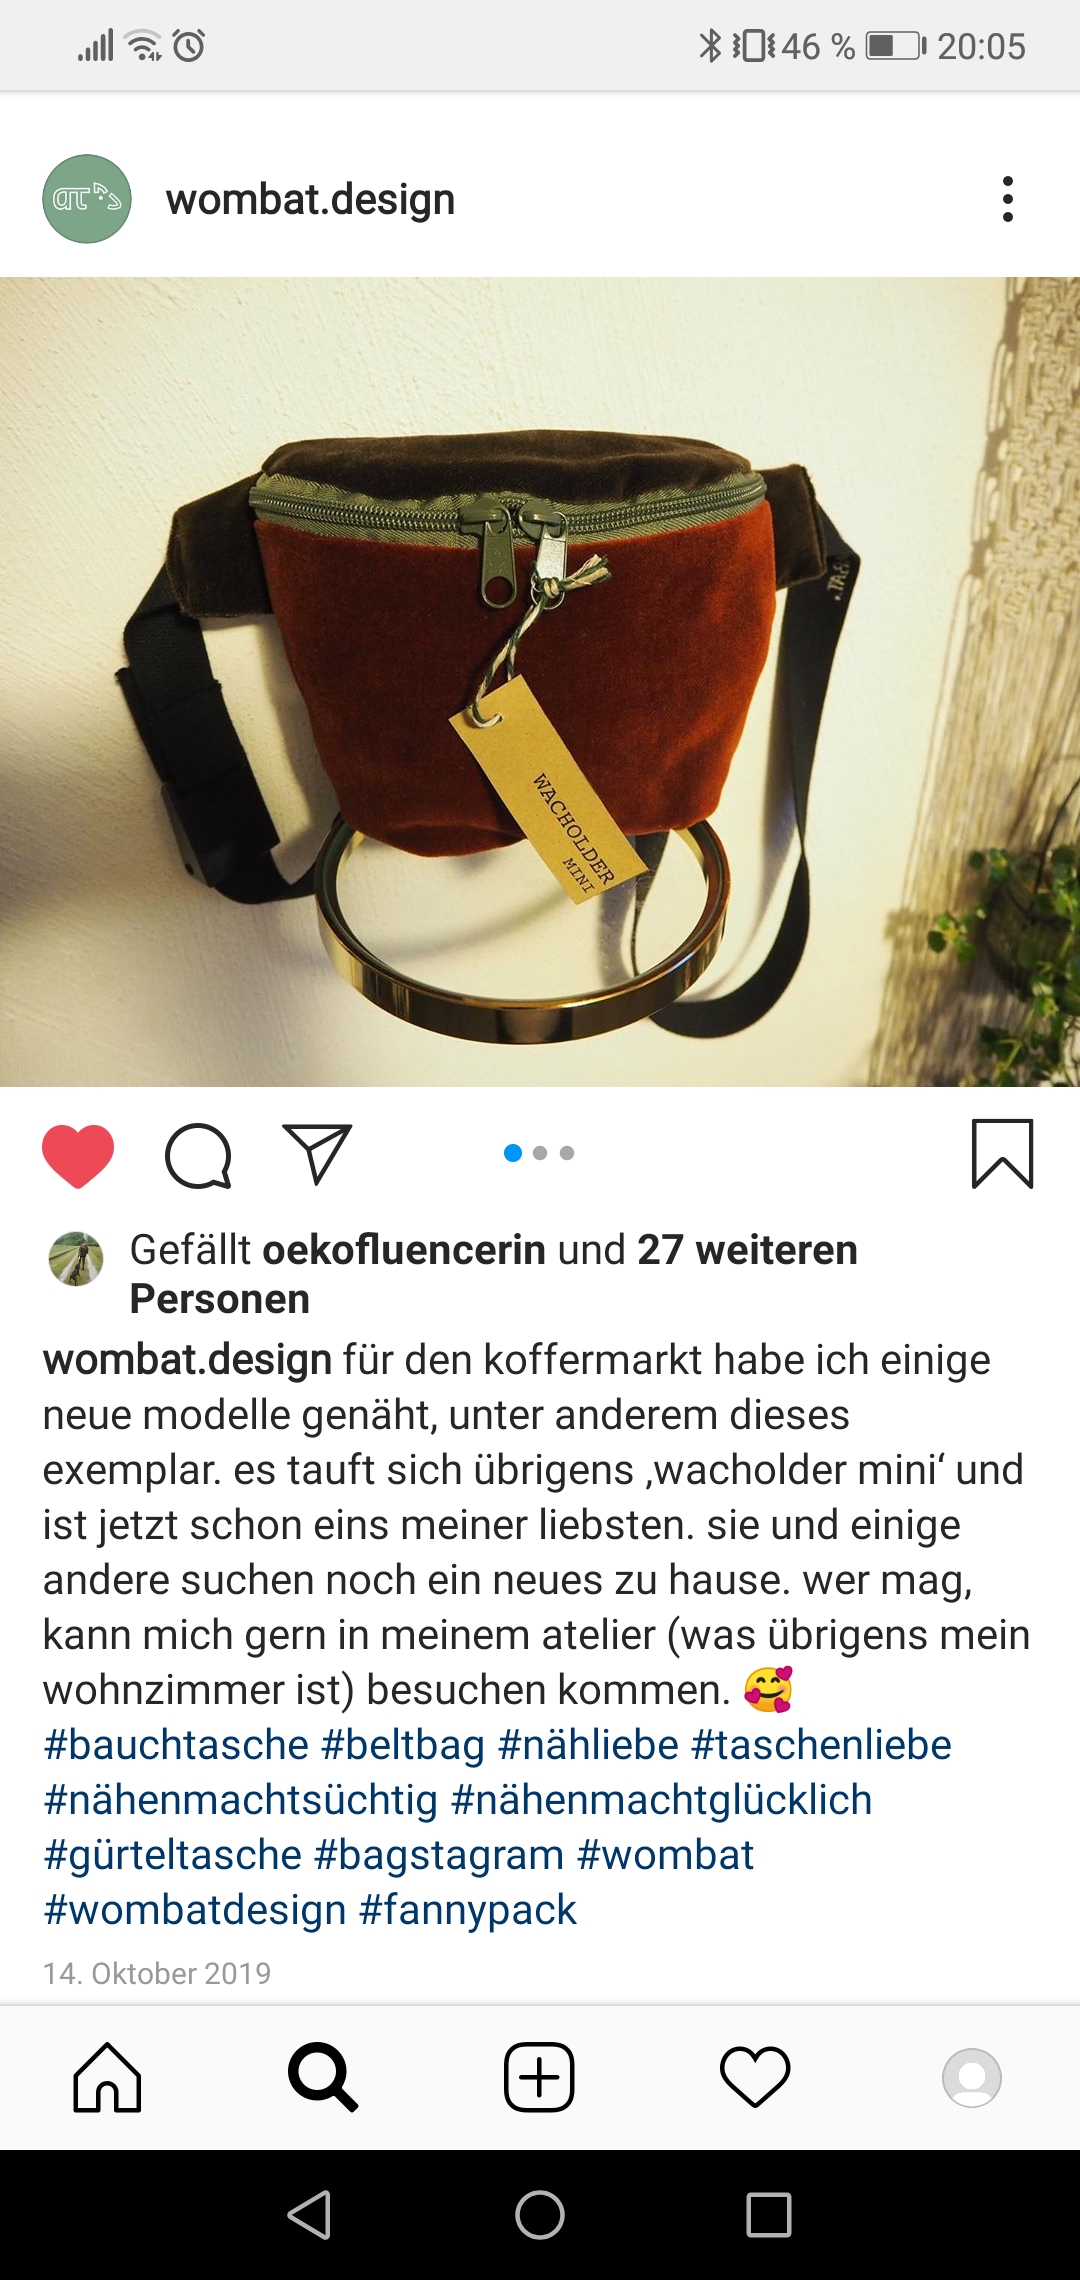 46 % 20:05
wombat.design
WACHOLDER
MINI
Gefällt oekofluencerin und 27 weiteren
Personen
wombat.design für den koffermarkt habe ich einige
neue modelle genäht, unter anderem dieses
exemplar. es tauft sich übrigens ‚wacholder mini‘ und
ist jetzt schon eins meiner liebsten. sie und einige
andere suchen noch ein neues zu hause. wer mag,
kann mich gern in meinem atelier (was übrigens mein
wohnzimmer ist) besuchen kommen. 🥰
#bauchtasche #beltbag #nähliebe #taschenliebe
#nähenmachtsüchtig #nähenmachtglücklich
#gürteltasche #bagstagram #wombat
#wombatdesign #fannypack
14. Oktober 2019